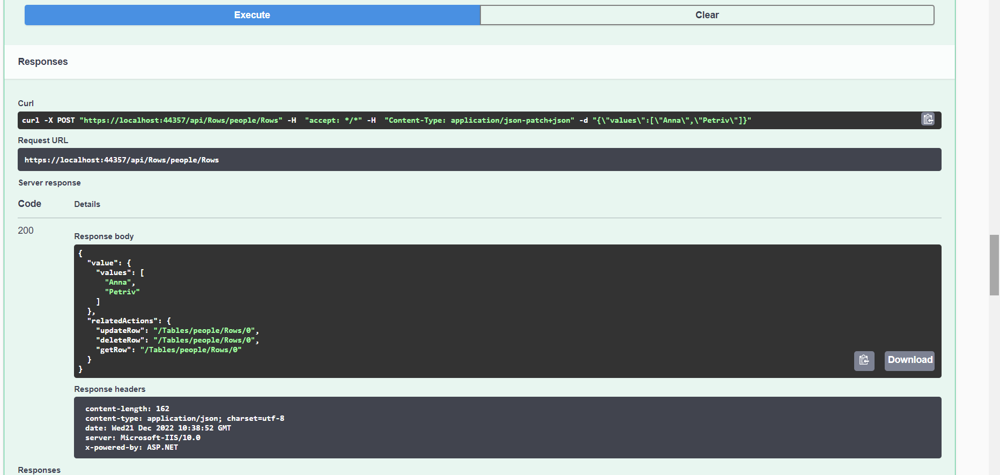 Execute
Clear
Responses
Curl
curl -X POST "https://localhost:44357/api/Rows/people/Rows" -H  "accept: */*" -H  "Content-Type: application/json-patch+json" -d "{\"values\":[\"Anna\",\"Petriv\"]}"
Request URL
https://localhost:44357/api/Rows/people/Rows
Server response
Code Details
200
Response body
{
  "value": {
    "values": [
      "Anna",
      "Petriv"
    ]
  },
  "relatedActions": {
    "updateRow": "/Tables/people/Rows/0",
    "deleteRow": "/Tables/people/Rows/0",
    "getRow": "/Tables/people/Rows/0"
  }
}
Download
Response headers
content-length: 162
content-type: application/json; charset=utf-8
date: Wed21 Dec 2022 10:38:52 GMT
server: Microsoft-IIS/10.0
x-powered-by: ASP.NET
Responses